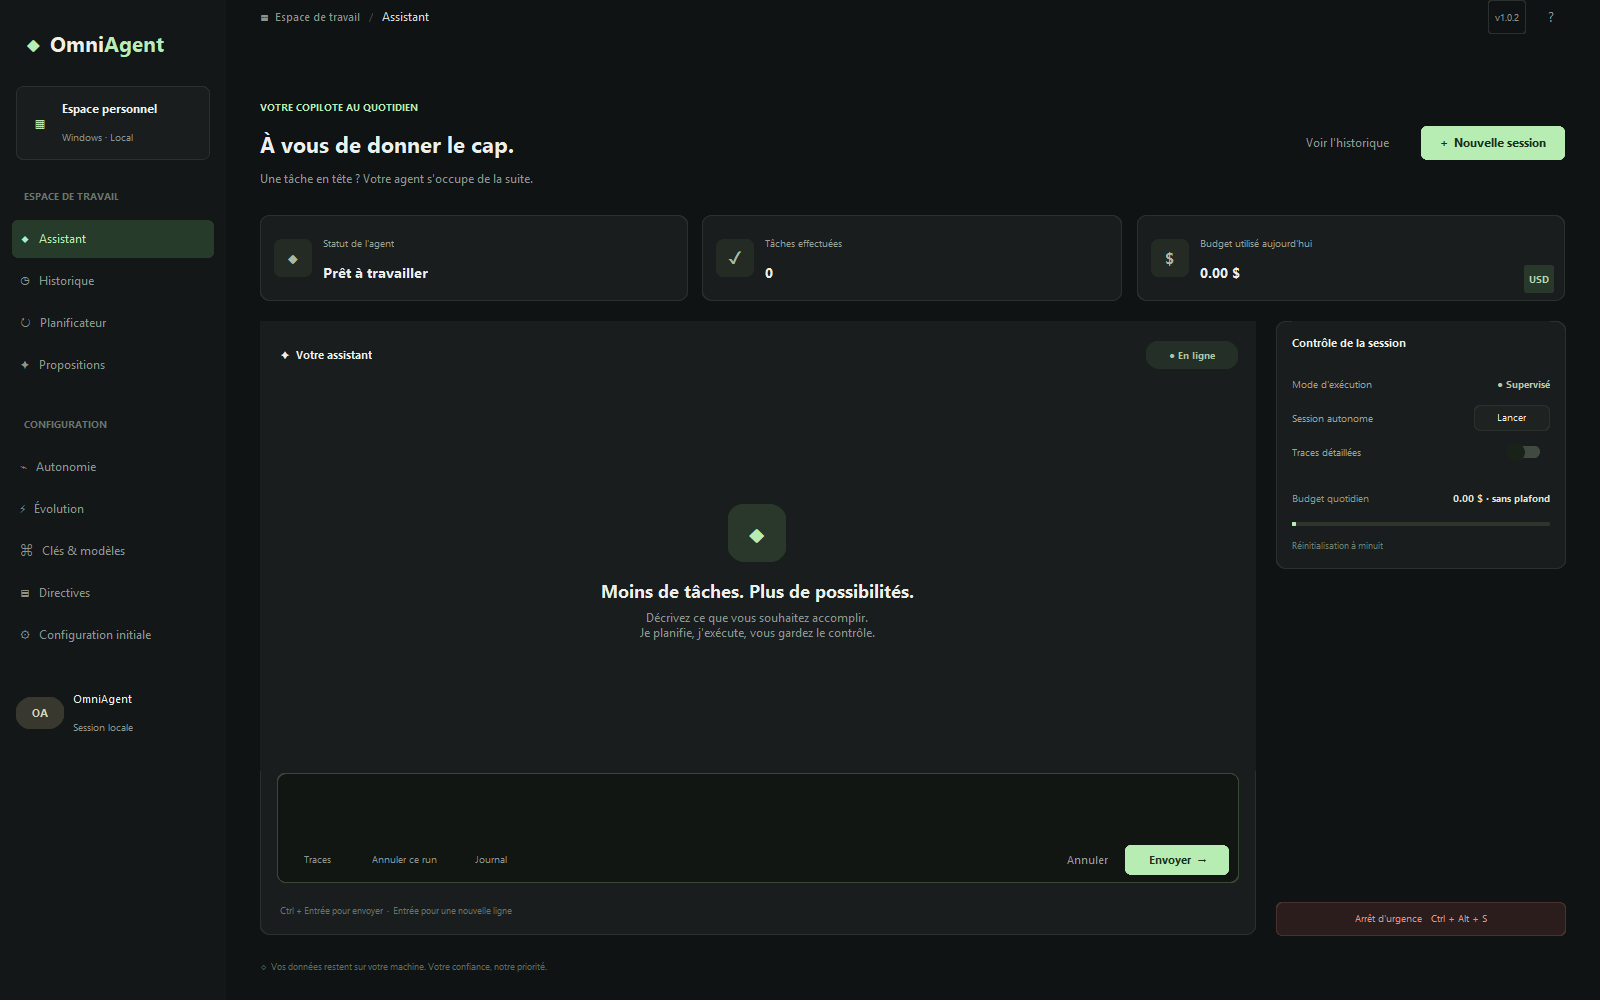 OmniAgent
Espace personnel
Windows · Local
ESPACE DE TRAVAIL
Assistant
Historique
Planificateur
Propositions
CONFIGURATION
Autonomie
Évolution
Clés & modèles
Directives
Configuration initiale
OA
OmniAgent
Session locale
Espace de travail / Assistant
v1.0.2 ?
VOTRE COPILOTE AU QUOTIDIEN
À vous de donner le cap.
Une tâche en tête ? Votre agent s'occupe de la suite.
Voir l'historique
+ Nouvelle session
Statut de l'agent
Prêt à travailler
Tâches effectuées
0
$
Budget utilisé aujourd'hui
0.00 $
USD
Votre assistant
● En ligne
Moins de tâches. Plus de possibilités.
Décrivez ce que vous souhaitez accomplir.
Je planifie, j'exécute, vous gardez le contrôle.
Traces Annuler ce run Journal Annuler Envoyer →
Ctrl + Entrée pour envoyer · Entrée pour une nouvelle ligne
Contrôle de la session
Mode d'exécution ● Supervisé
Session autonome Lancer
Traces détaillées
Budget quotidien 0.00 $ · sans plafond
Réinitialisation à minuit
Arrêt d'urgence Ctrl + Alt + S
Vos données restent sur votre machine. Votre confiance, notre priorité.